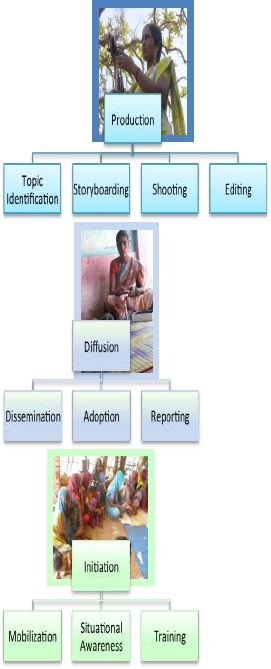 Production
Topic
Identification
Storyboarding
Shooting
Editing
Diffusion
Dissemination
Adoption
Reporting
Initiation
Mobilization
Situational
Awareness
Training